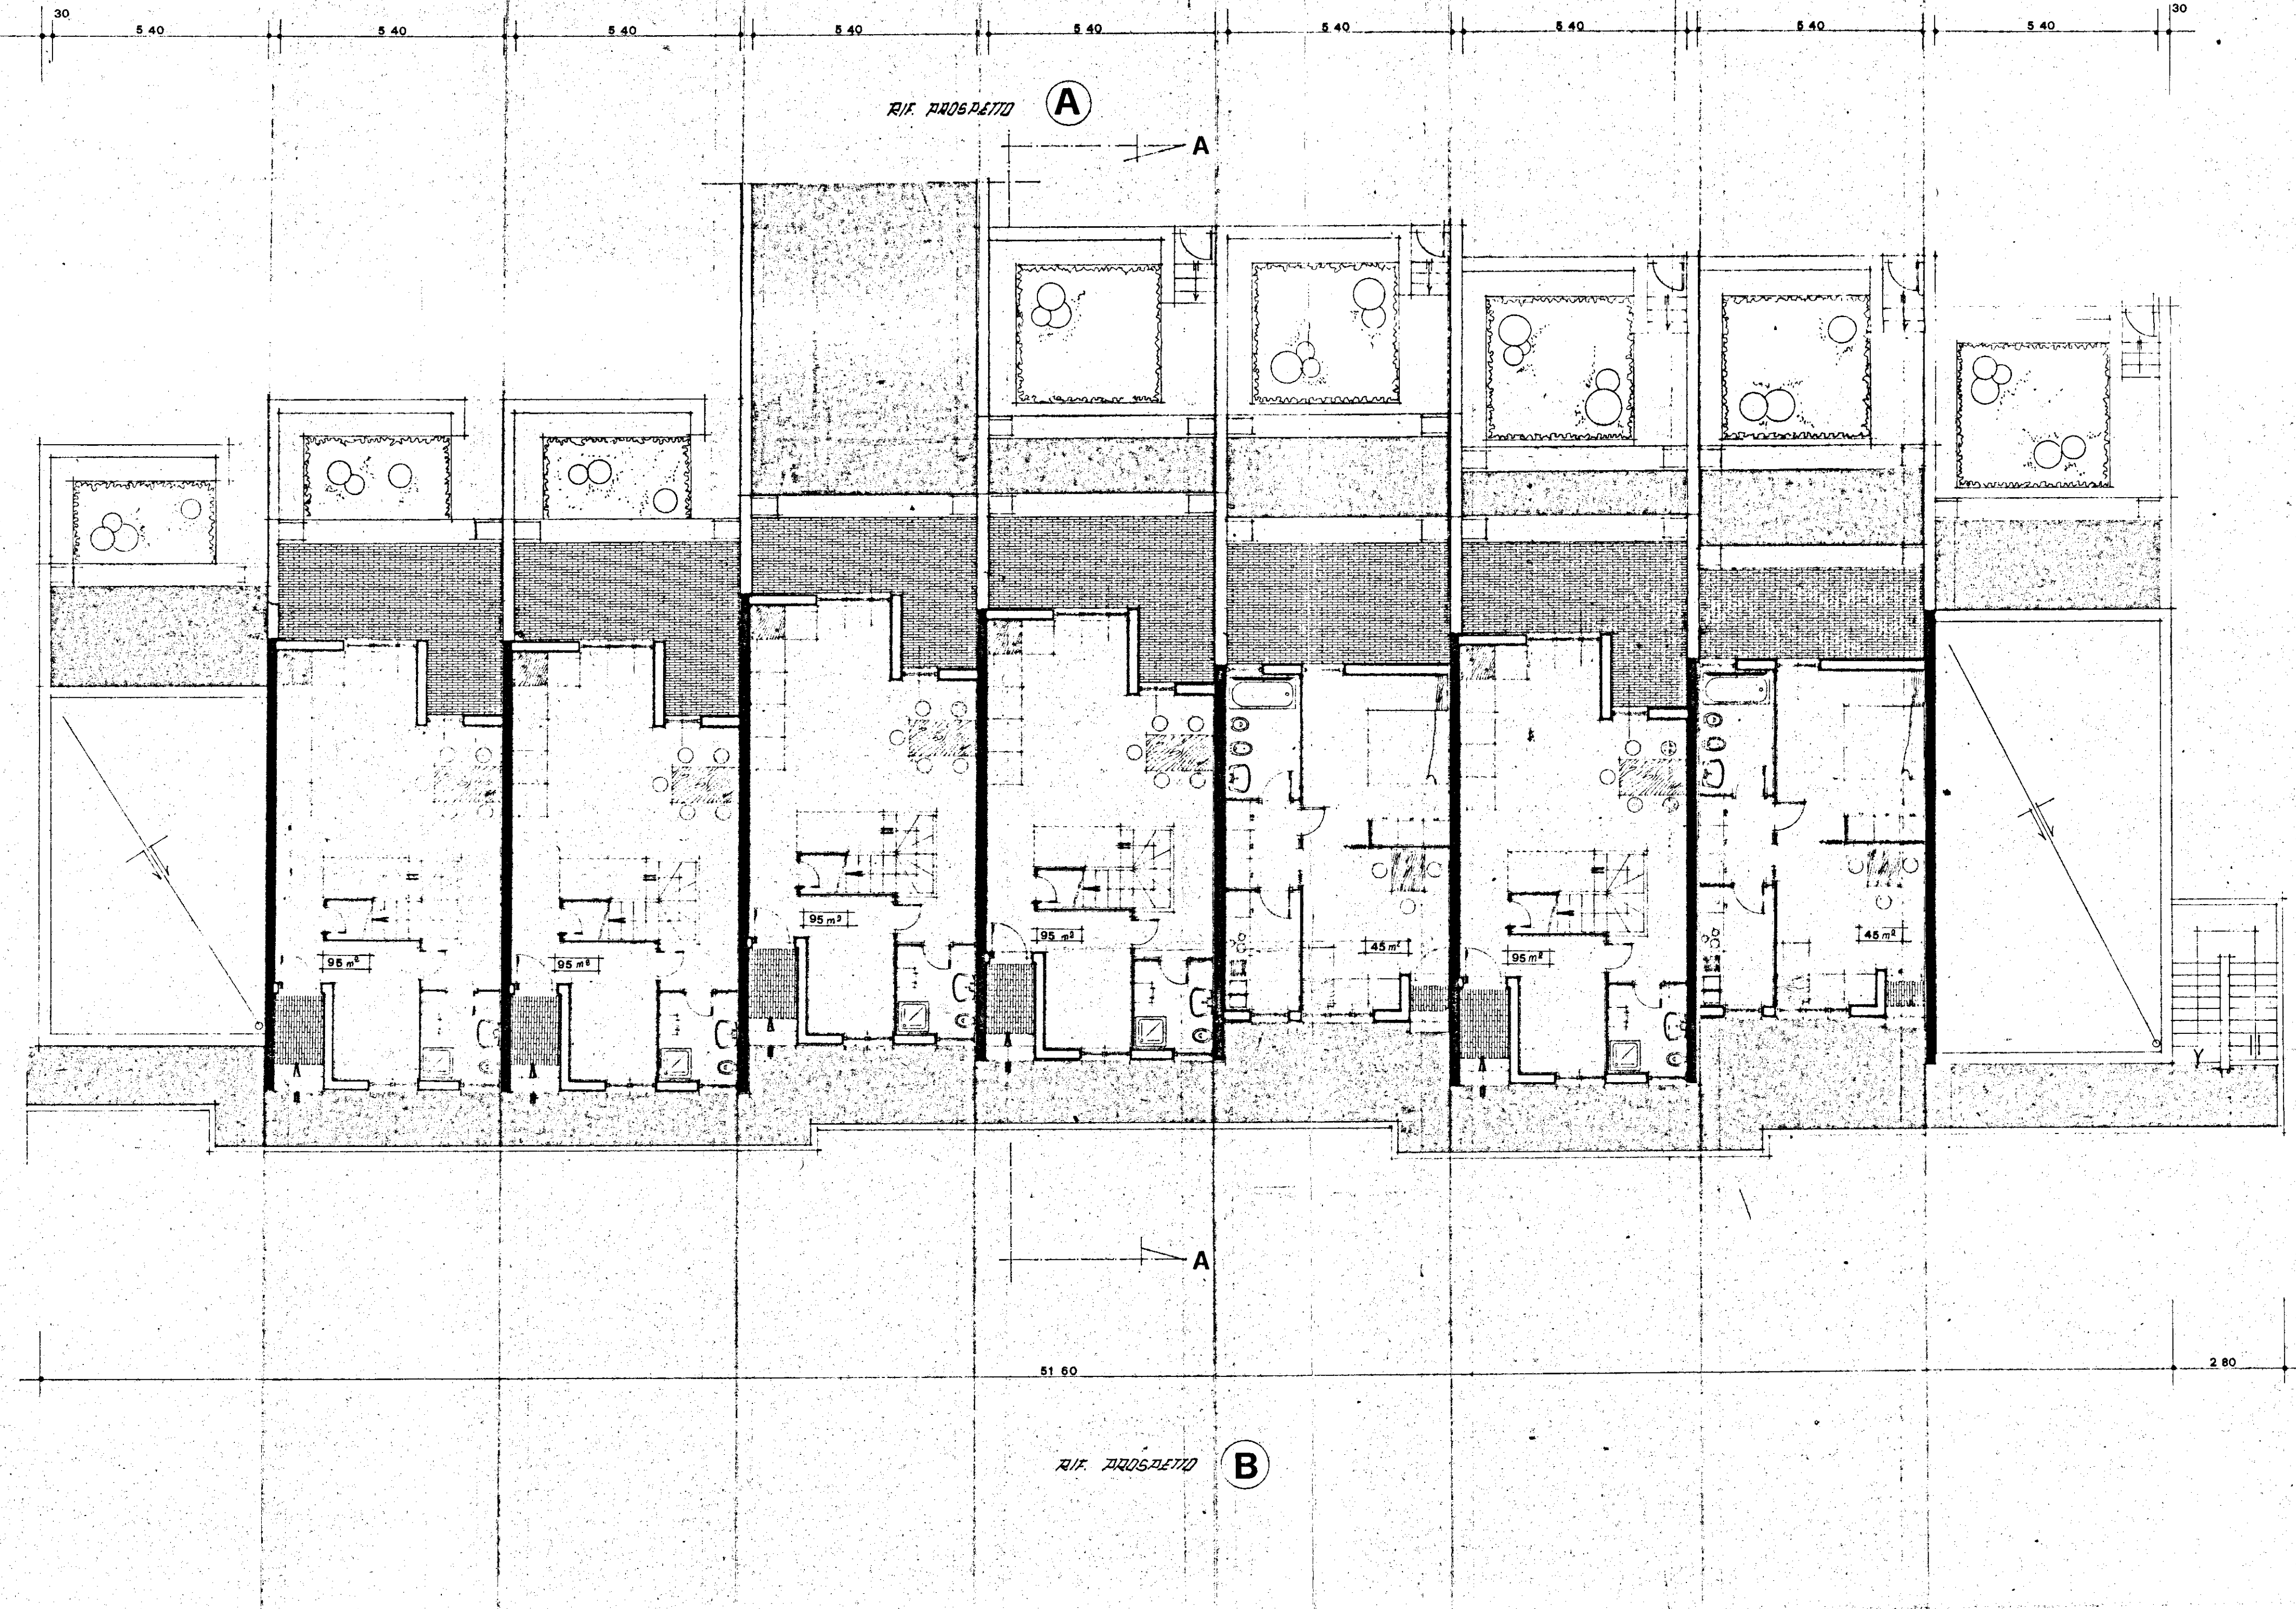 30 30
5 40 5 40 5 40 5 40 5 40 5 40 5 40 5 40 5 40
RIF. PROSPETTO A
A
95 m² 95 m² 95 m² 95 m² 45 m² 95 m² 45 m²
Y
A
51 60 2 80
RIF. PROSPETTO B